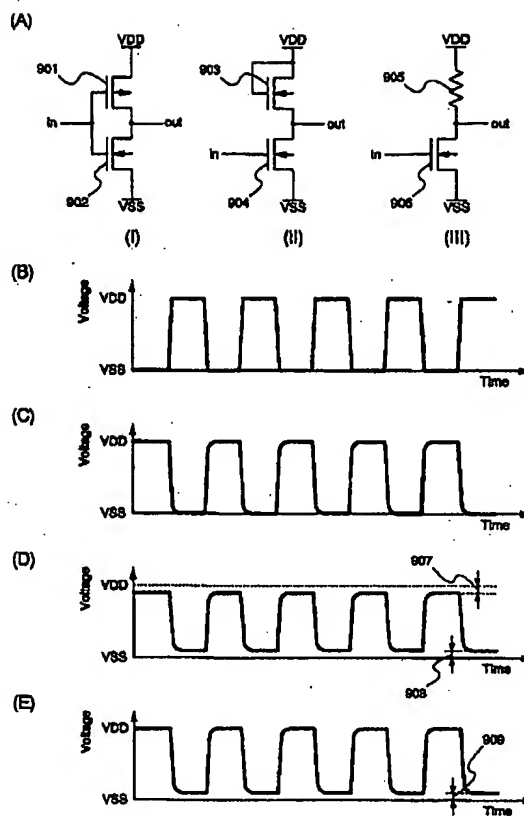 (A)
VDD VDD VDD
901 903 905
in out out out
in in
902 904 906
VSS VSS VSS
(I) (II) (III)
(B)
Voltage
VDD
VSS
Time
(C)
Voltage
VDD
VSS
Time
(D)
907
Voltage
VDD
VSS
Time
908
(E)
Voltage
VDD
909
VSS
Time